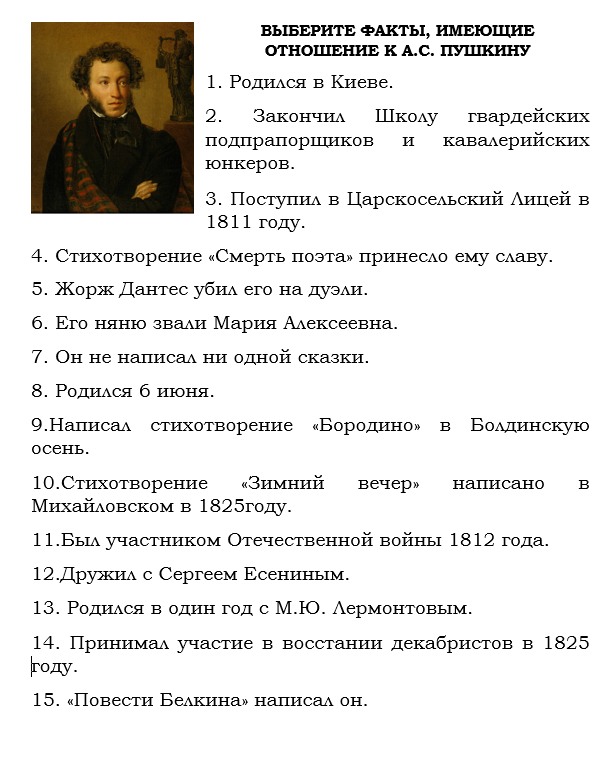 ВЫБЕРИТЕ ФАКТЫ, ИМЕЮЩИЕ
ОТНОШЕНИЕ К А.С. ПУШКИНУ
1. Родился в Киеве.
2. Закончил Школу гвардейских
подпрапорщиков и кавалерийских
юнкеров.
3. Поступил в Царскосельский Лицей в
1811 году.
4. Стихотворение «Смерть поэта» принесло ему славу.
5. Жорж Дантес убил его на дуэли.
6. Его няню звали Мария Алексеевна.
7. Он не написал ни одной сказки.
8. Родился 6 июня.
9.Написал стихотворение «Бородино» в Болдинскую
осень.
10.Стихотворение «Зимний вечер» написано в
Михайловском в 1825году.
11.Был участником Отечественной войны 1812 года.
12.Дружил с Сергеем Есениным.
13. Родился в один год с М.Ю. Лермонтовым.
14. Принимал участие в восстании декабристов в 1825
году.
15. «Повести Белкина» написал он.